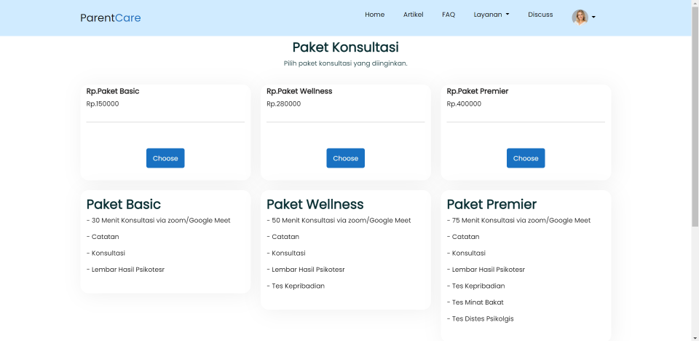 ParentCare
Home Artikel FAQ Layanan Discuss
Paket Konsultasi
Pilih paket konsultasi yang diinginkan.
Rp.Paket Basic
Rp.150000
Choose
Rp.Paket Wellness
Rp.280000
Choose
Rp.Paket Premier
Rp.400000
Choose
Paket Basic
- 30 Menit Konsultasi via zoom/Google Meet
- Catatan
- Konsultasi
- Lembar Hasil Psikotesr
Paket Wellness
- 50 Menit Konsultasi via zoom/Google Meet
- Catatan
- Konsultasi
- Lembar Hasil Psikotesr
- Tes Kepribadian
Paket Premier
- 75 Menit Konsultasi via zoom/Google Meet
- Catatan
- Konsultasi
- Lembar Hasil Psikotesr
- Tes Kepribadian
- Tes Minat Bakat
- Tes Distes Psikolgis